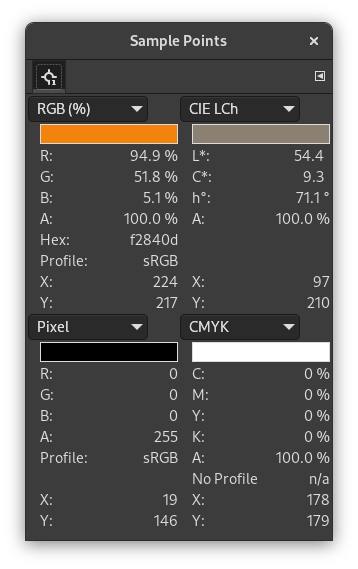 Sample Points
1
RGB (%) CIE LCh
R: 94.9 % L*: 54.4
G: 51.8 % C*: 9.3
B: 5.1 % h°: 71.1 °
A: 100.0 % A: 100.0 %
Hex: f2840d
Profile: sRGB
X: 224 X: 97
Y: 217 Y: 210
Pixel CMYK
R: 0 C: 0 %
G: 0 M: 0 %
B: 0 Y: 0 %
A: 255 K: 0 %
Profile: sRGB A: 100.0 %
No Profile n/a
X: 19 X: 178
Y: 146 Y: 179